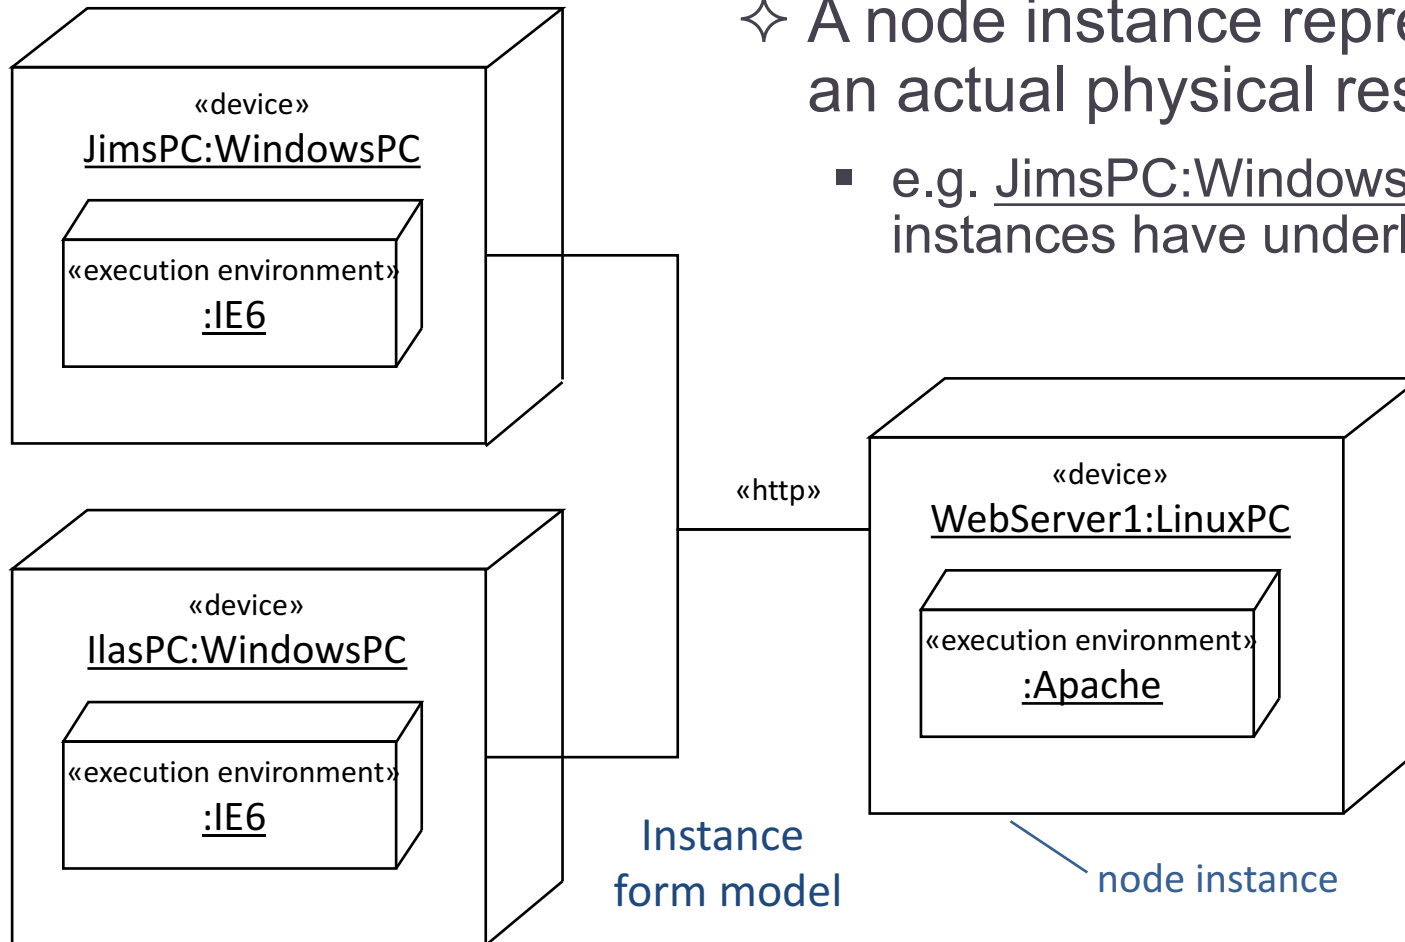 ✧ A node instance repre
an actual physical res
▪ e.g. JimsPC:Windows
instances have underl
«device»
JimsPC:WindowsPC
«execution environment»
:IE6
«http»
«device»
WebServer1:LinuxPC
«execution environment»
:Apache
«device»
IlasPC:WindowsPC
«execution environment»
:IE6
Instance
form model
node instance